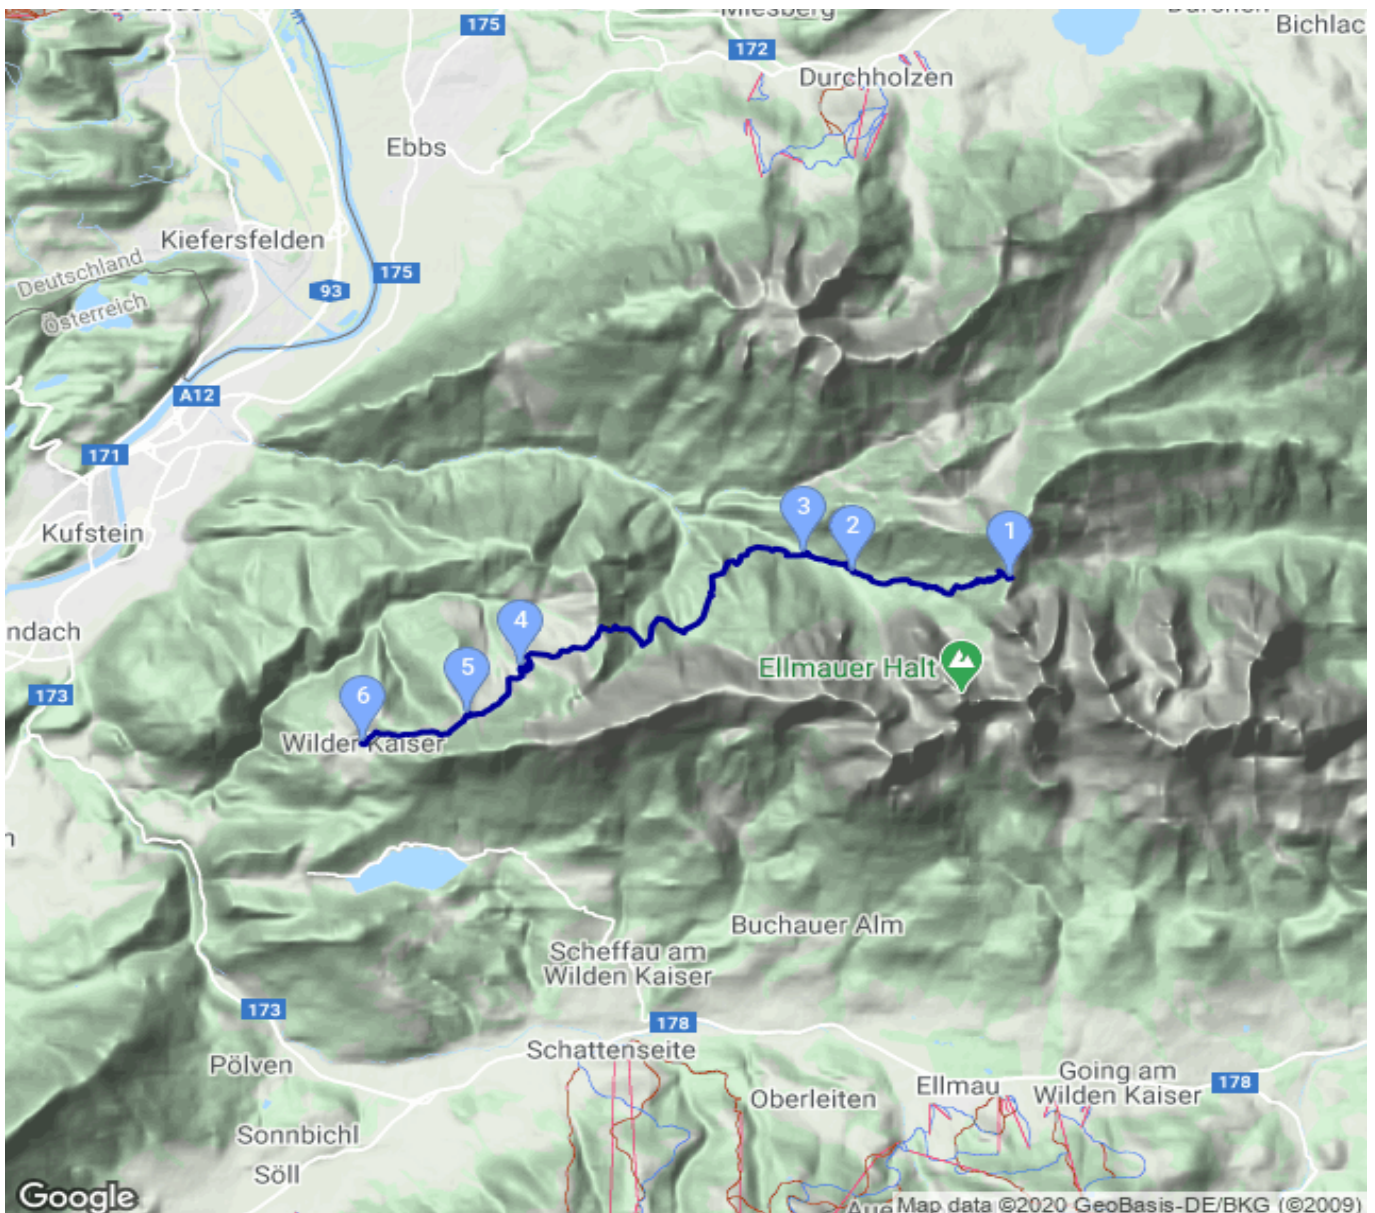 175
Miesberg
Bichlac
172
Durchholzen
Ebbs
Kiefersfelden
Deutschland
175
93
Österreich
A12
171
3
2
1
Kufstein
4
ndach
5
Ellmauer Halt
6
173
Wilder Kaiser
Buchauer Alm
Scheffau am
Wilden Kaiser
173
178
Schattenseite
Pölven
Going am
Ellmau
178
Oberleiten
Wilden Kaiser
Sonnbichl
Söll
Google
Map data ©2020 GeoBasis-DE/BKG (©2009)